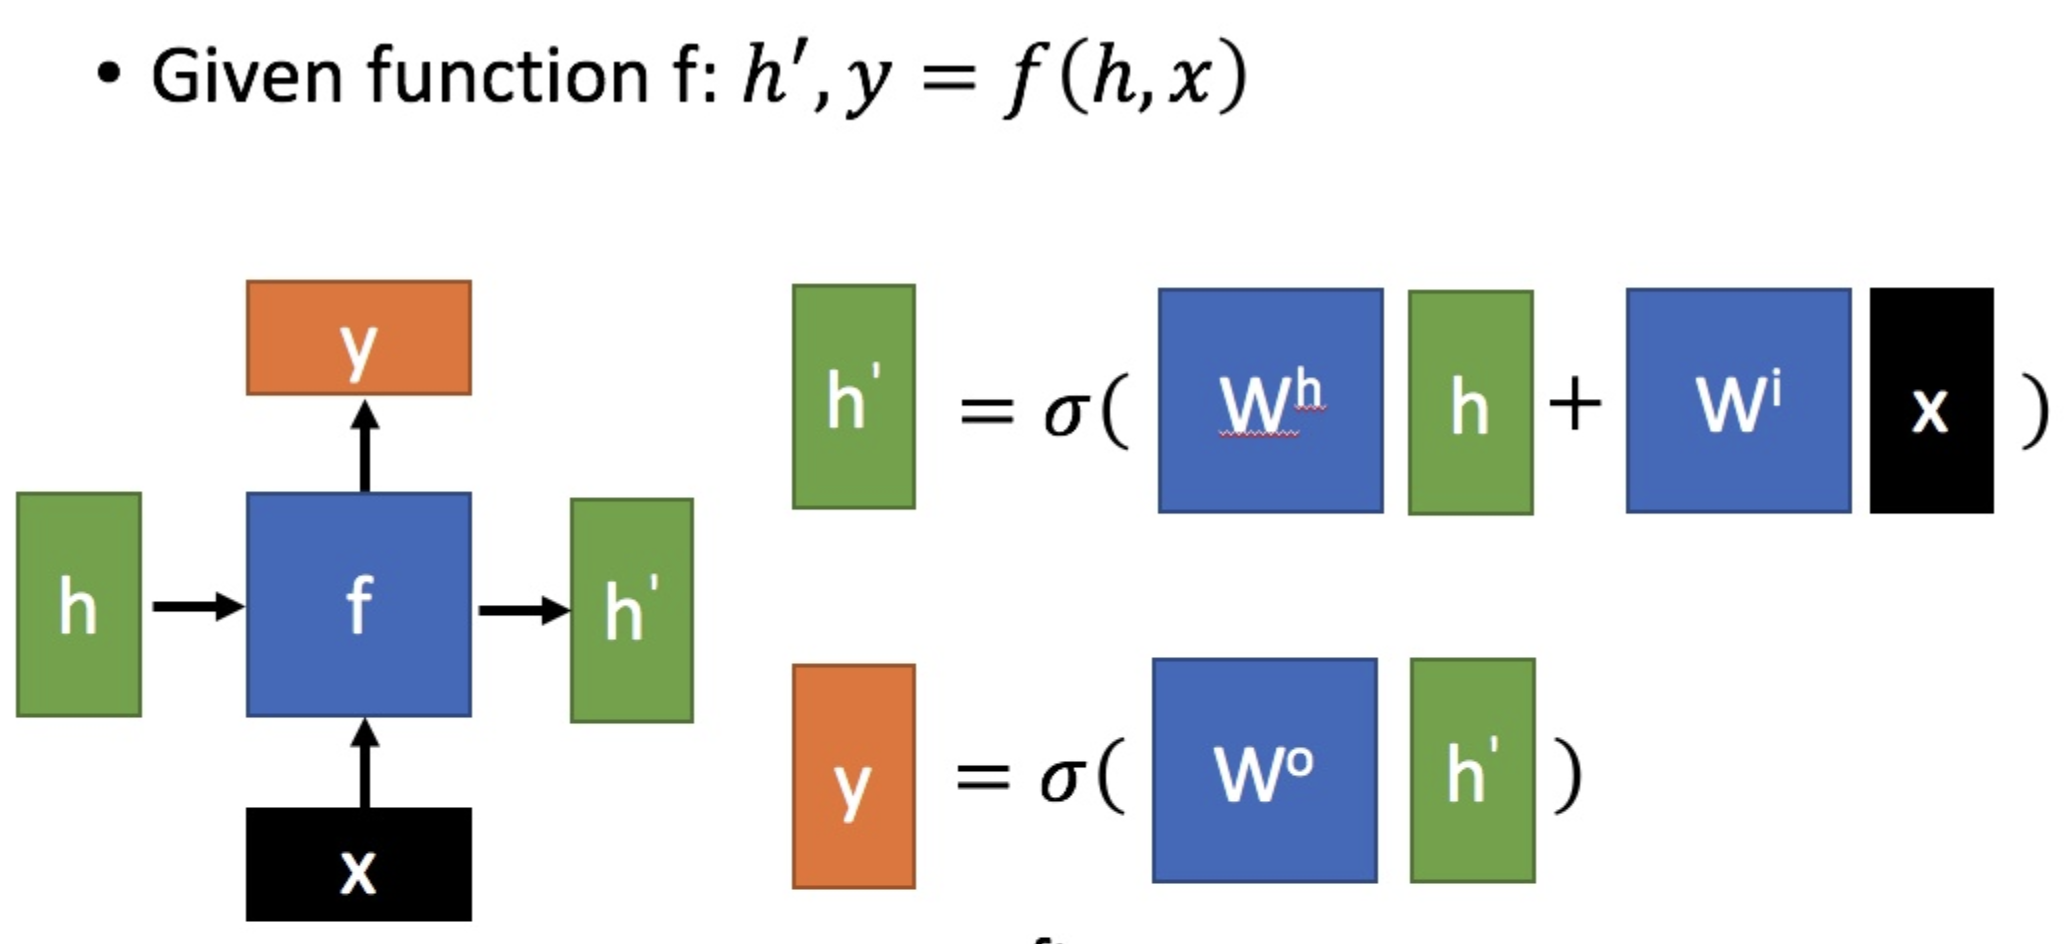 • Given function f: h′, y = f(h, x)
y
h' = σ( Wʰ h + Wⁱ x )
h f h'
y = σ( Wᵒ h' )
x